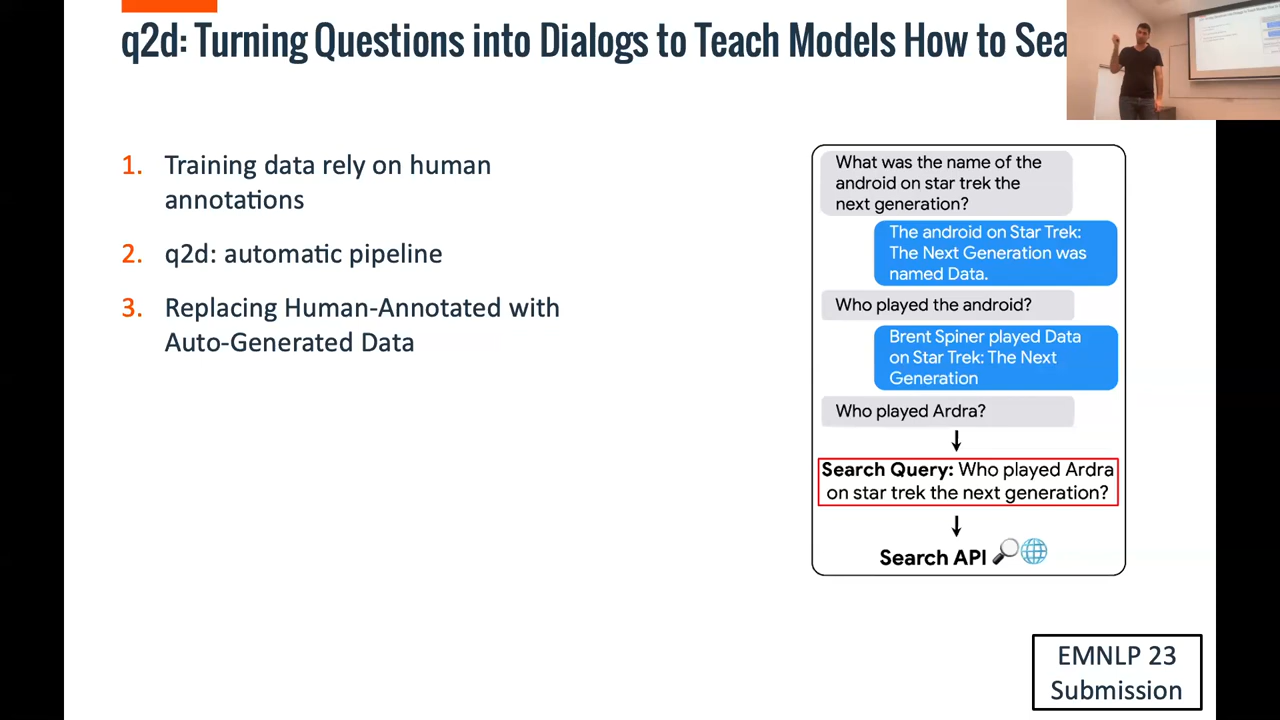 q2d: Turning Questions into Dialogs to Teach Models How to Sea
1. Training data rely on human
annotations
2. q2d: automatic pipeline
3. Replacing Human-Annotated with
Auto-Generated Data
What was the name of the
android on star trek the
next generation?
The android on Star Trek:
The Next Generation was
named Data.
Who played the android?
Brent Spiner played Data
on Star Trek: The Next
Generation
Who played Ardra?
Search Query: Who played Ardra
on star trek the next generation?
Search API
EMNLP 23
Submission